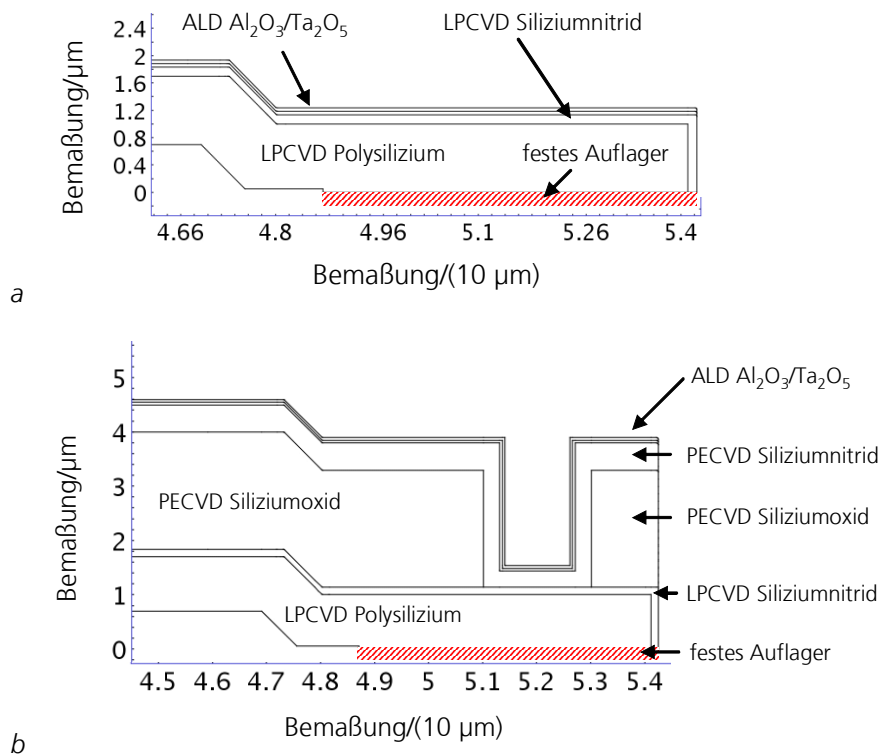 ALD Al₂O₃/Ta₂O₅
LPCVD Siliziumnitrid
2.4
2
1.6
1.2
0.8
0.4
0
Bemaßung/µm
LPCVD Polysilizium
festes Auflager
4.66 4.8 4.96 5.1 5.26 5.4
Bemaßung/(10 µm)
a
5
4
3
2
1
0
Bemaßung/µm
ALD Al₂O₃/Ta₂O₅
PECVD Siliziumnitrid
PECVD Siliziumoxid
PECVD Siliziumoxid
LPCVD Siliziumnitrid
LPCVD Polysilizium
festes Auflager
4.5 4.6 4.7 4.8 4.9 5 5.1 5.2 5.3 5.4
Bemaßung/(10 µm)
b